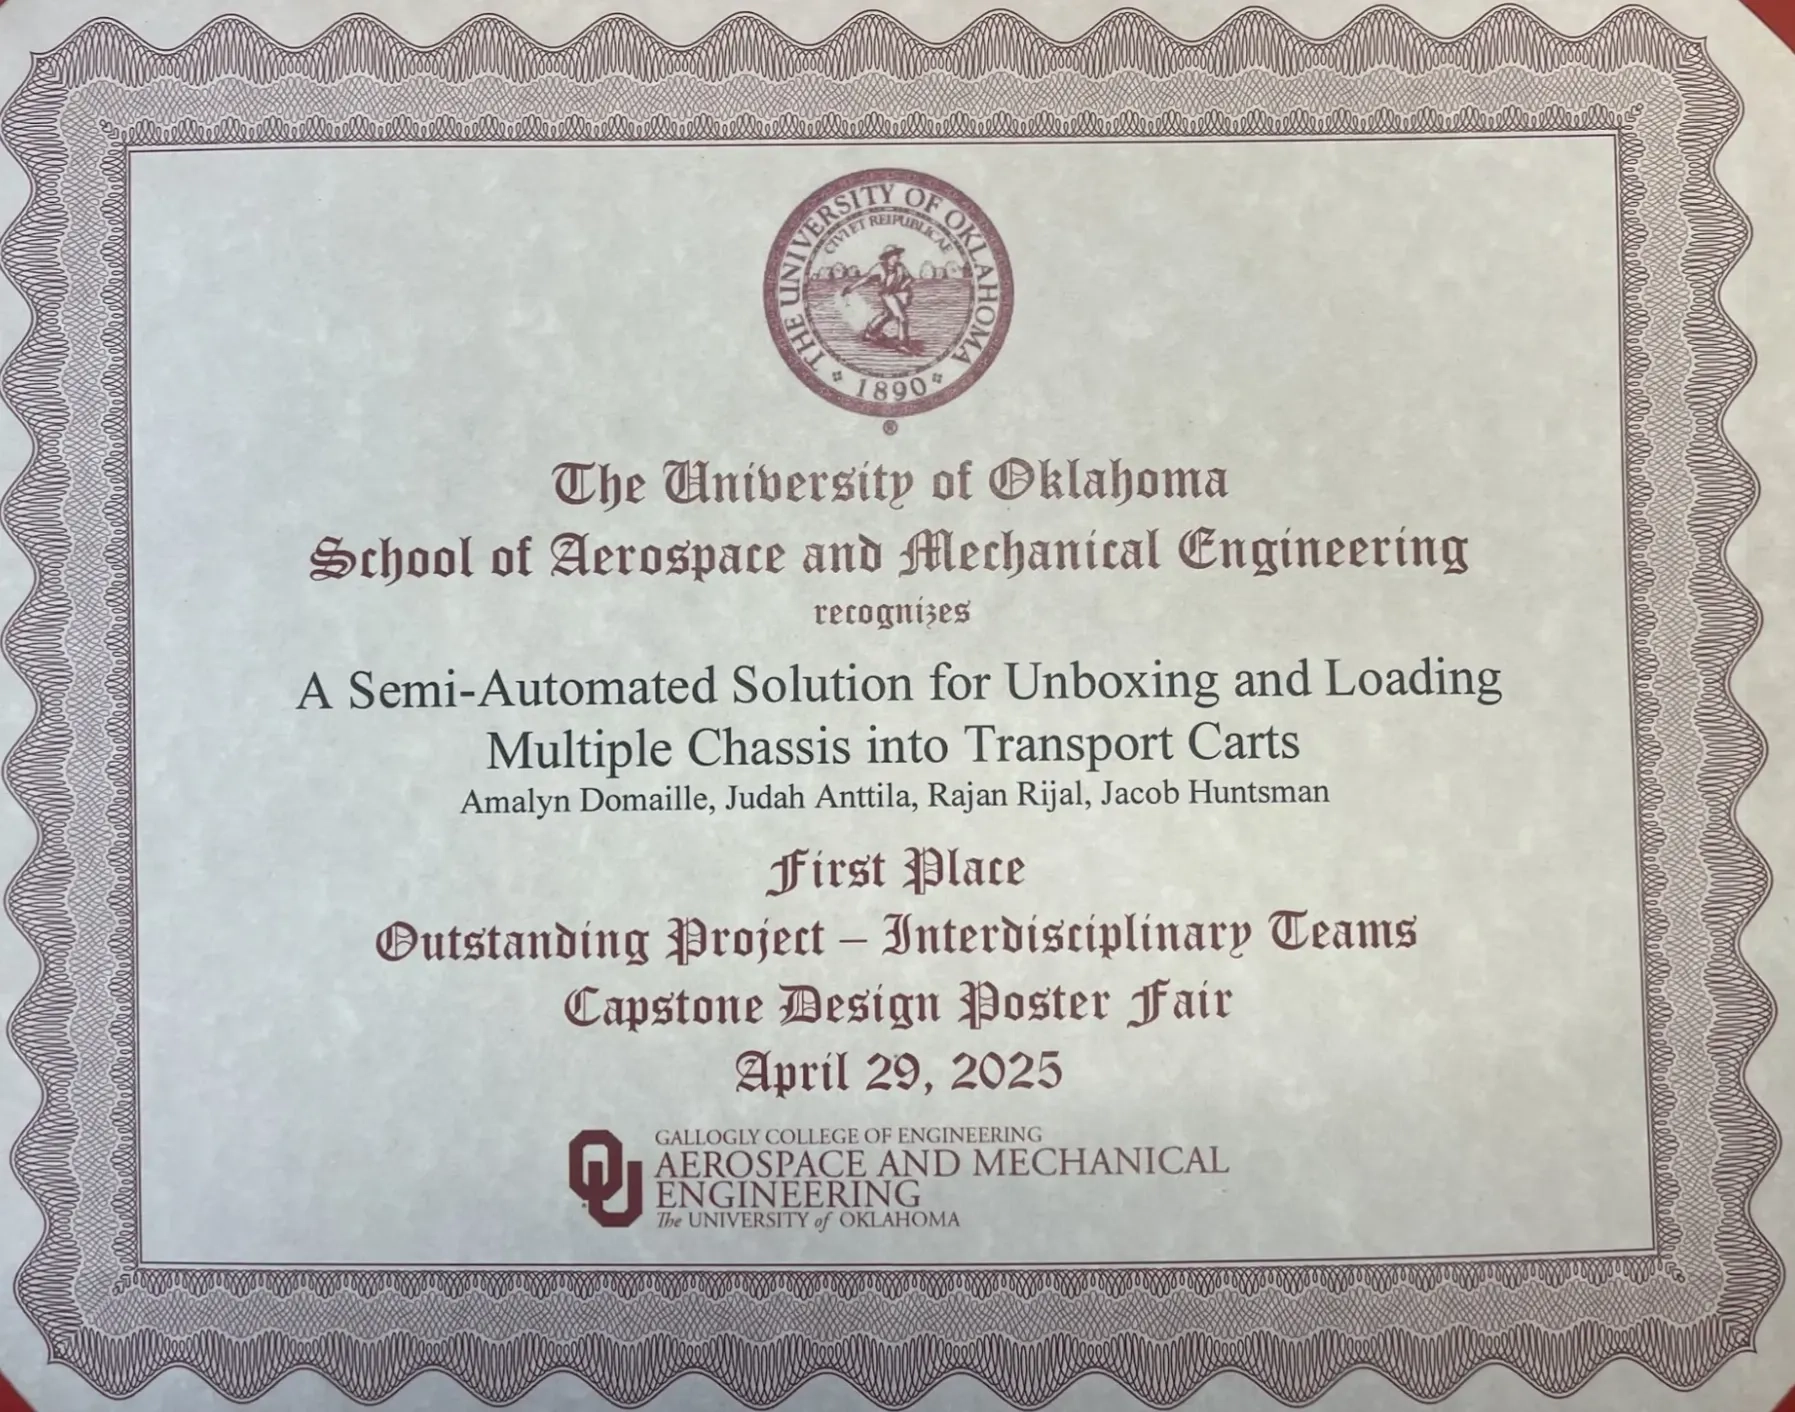 THE UNIVERSITY OF OKLAHOMA
CIVI ET REIPUBLICAE
1890
®
The University of Oklahoma
School of Aerospace and Mechanical Engineering
recognizes
A Semi-Automated Solution for Unboxing and Loading
Multiple Chassis into Transport Carts
Amalyn Domaille, Judah Anttila, Rajan Rijal, Jacob Huntsman
First Place
Outstanding Project – Interdisciplinary Teams
Capstone Design Poster Fair
April 29, 2025
OU
GALLOGLY COLLEGE OF ENGINEERING
AEROSPACE AND MECHANICAL
ENGINEERING
The UNIVERSITY of OKLAHOMA